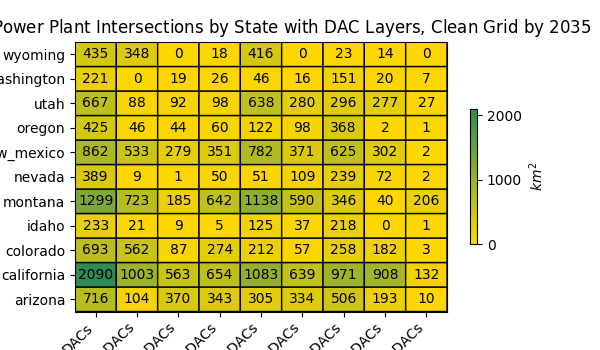 Power Plant Intersections by State with DAC Layers, Clean Grid by 2035
wyoming 435 348 0 18 416 0 23 14 0
ashington 221 0 19 26 46 16 151 20 7
utah 667 88 92 98 638 280 296 277 27
oregon 425 46 44 60 122 98 368 2 1
w_mexico 862 533 279 351 782 371 625 302 2
nevada 389 9 1 50 51 109 239 72 2
montana 1299 723 185 642 1138 590 346 40 206
idaho 233 21 9 5 125 37 218 0 1
colorado 693 562 87 274 212 57 258 182 3
california 2090 1003 563 654 1083 639 971 908 132
arizona 716 104 370 343 305 334 506 193 10
DACs DACs DACs DACs DACs DACs DACs DACs DACs
2000
1000
0
km²